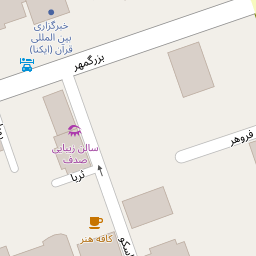 خبرگزاری
بین المللی
قرآن (ایکنا)
بزرگمهر
سالن زیبایی
صدف
ثریا
فروهر
کافه هنر